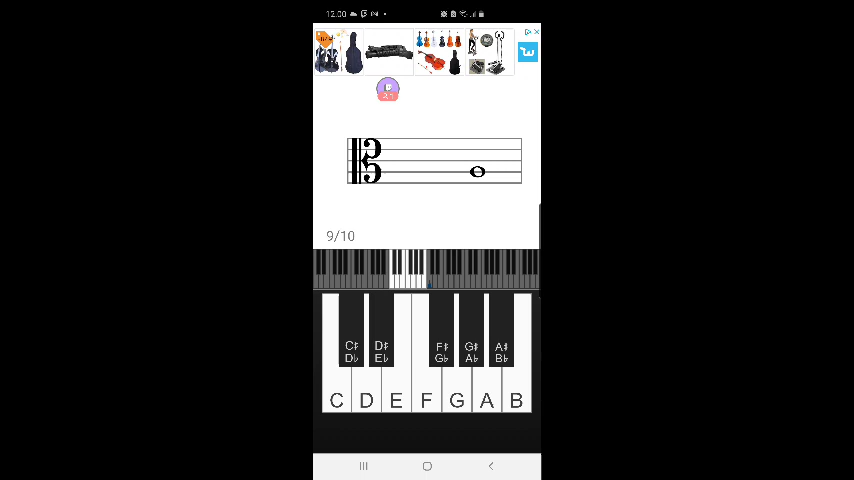 12.00
9/10
C♯ D♯ F♯ G♯ A♯
D♭ E♭ G♭ A♭ B♭
C D E F G A B